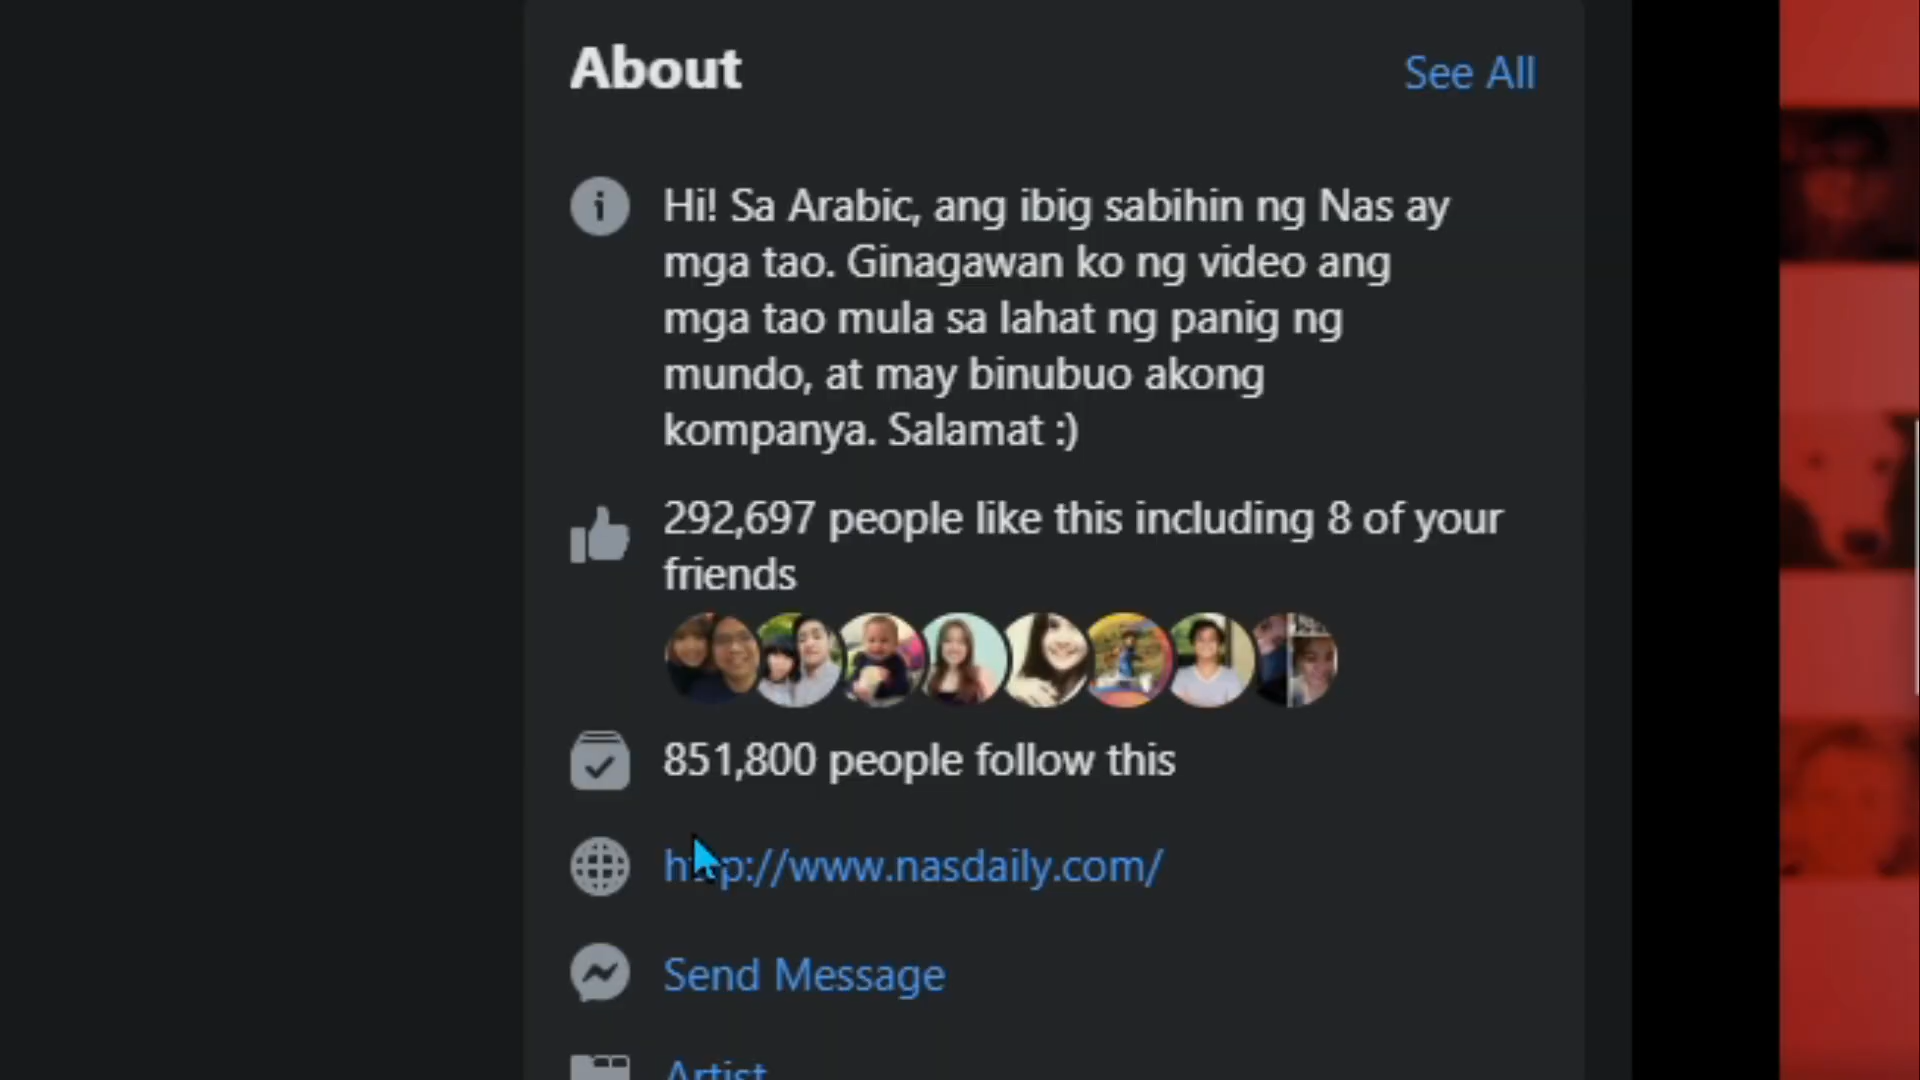 About
See All
Hi! Sa Arabic, ang ibig sabihin ng Nas ay
mga tao. Ginagawan ko ng video ang
mga tao mula sa lahat ng panig ng
mundo, at may binubuo akong
kompanya. Salamat :)
292,697 people like this including 8 of your
friends
851,800 people follow this
http://www.nasdaily.com/
Send Message
Artist